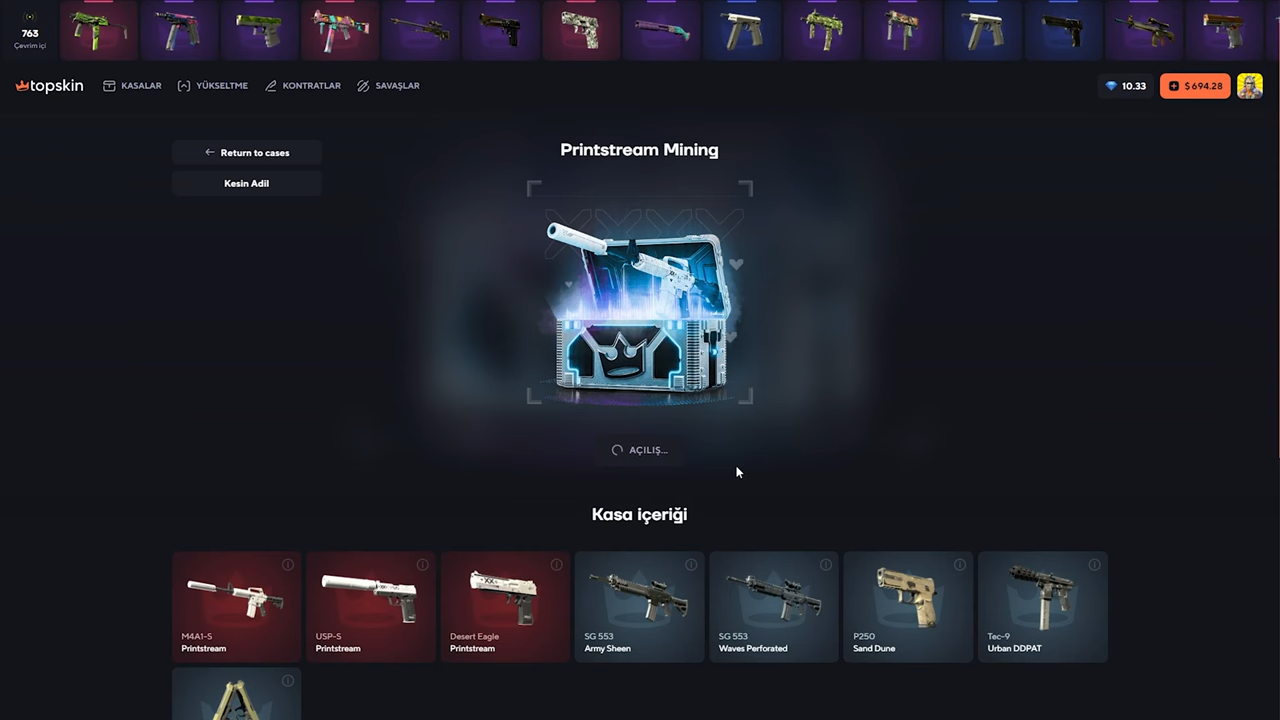 763
Çevrim içi
topskin
KASALAR
YÜKSELTME
KONTRATLAR
SAVAŞLAR
10.33
$ 694.28
Return to cases
Kesin Adil
Printstream Mining
AÇILIŞ...
Kasa içeriği
M4A1-S
Printstream
USP-S
Printstream
Desert Eagle
Printstream
SG 553
Army Sheen
SG 553
Waves Perforated
P250
Sand Dune
Tec-9
Urban DDPAT